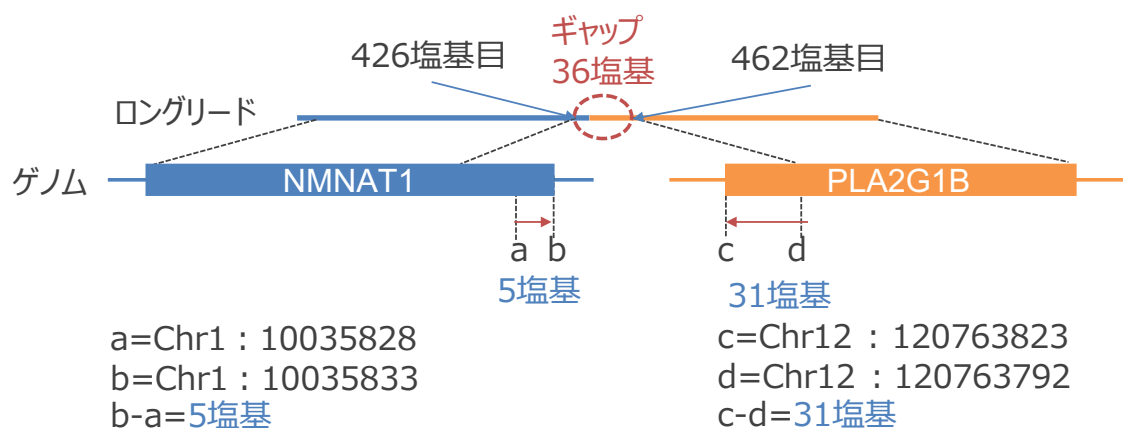 ギャップ
36塩基
426塩基目
462塩基目
ロングリード
ゲノム
NMNAT1
PLA2G1B
a b
c d
5塩基
31塩基
a=Chr1：10035828
b=Chr1：10035833
b-a=5塩基
c=Chr12 ：120763823
d=Chr12 ：120763792
c-d=31塩基